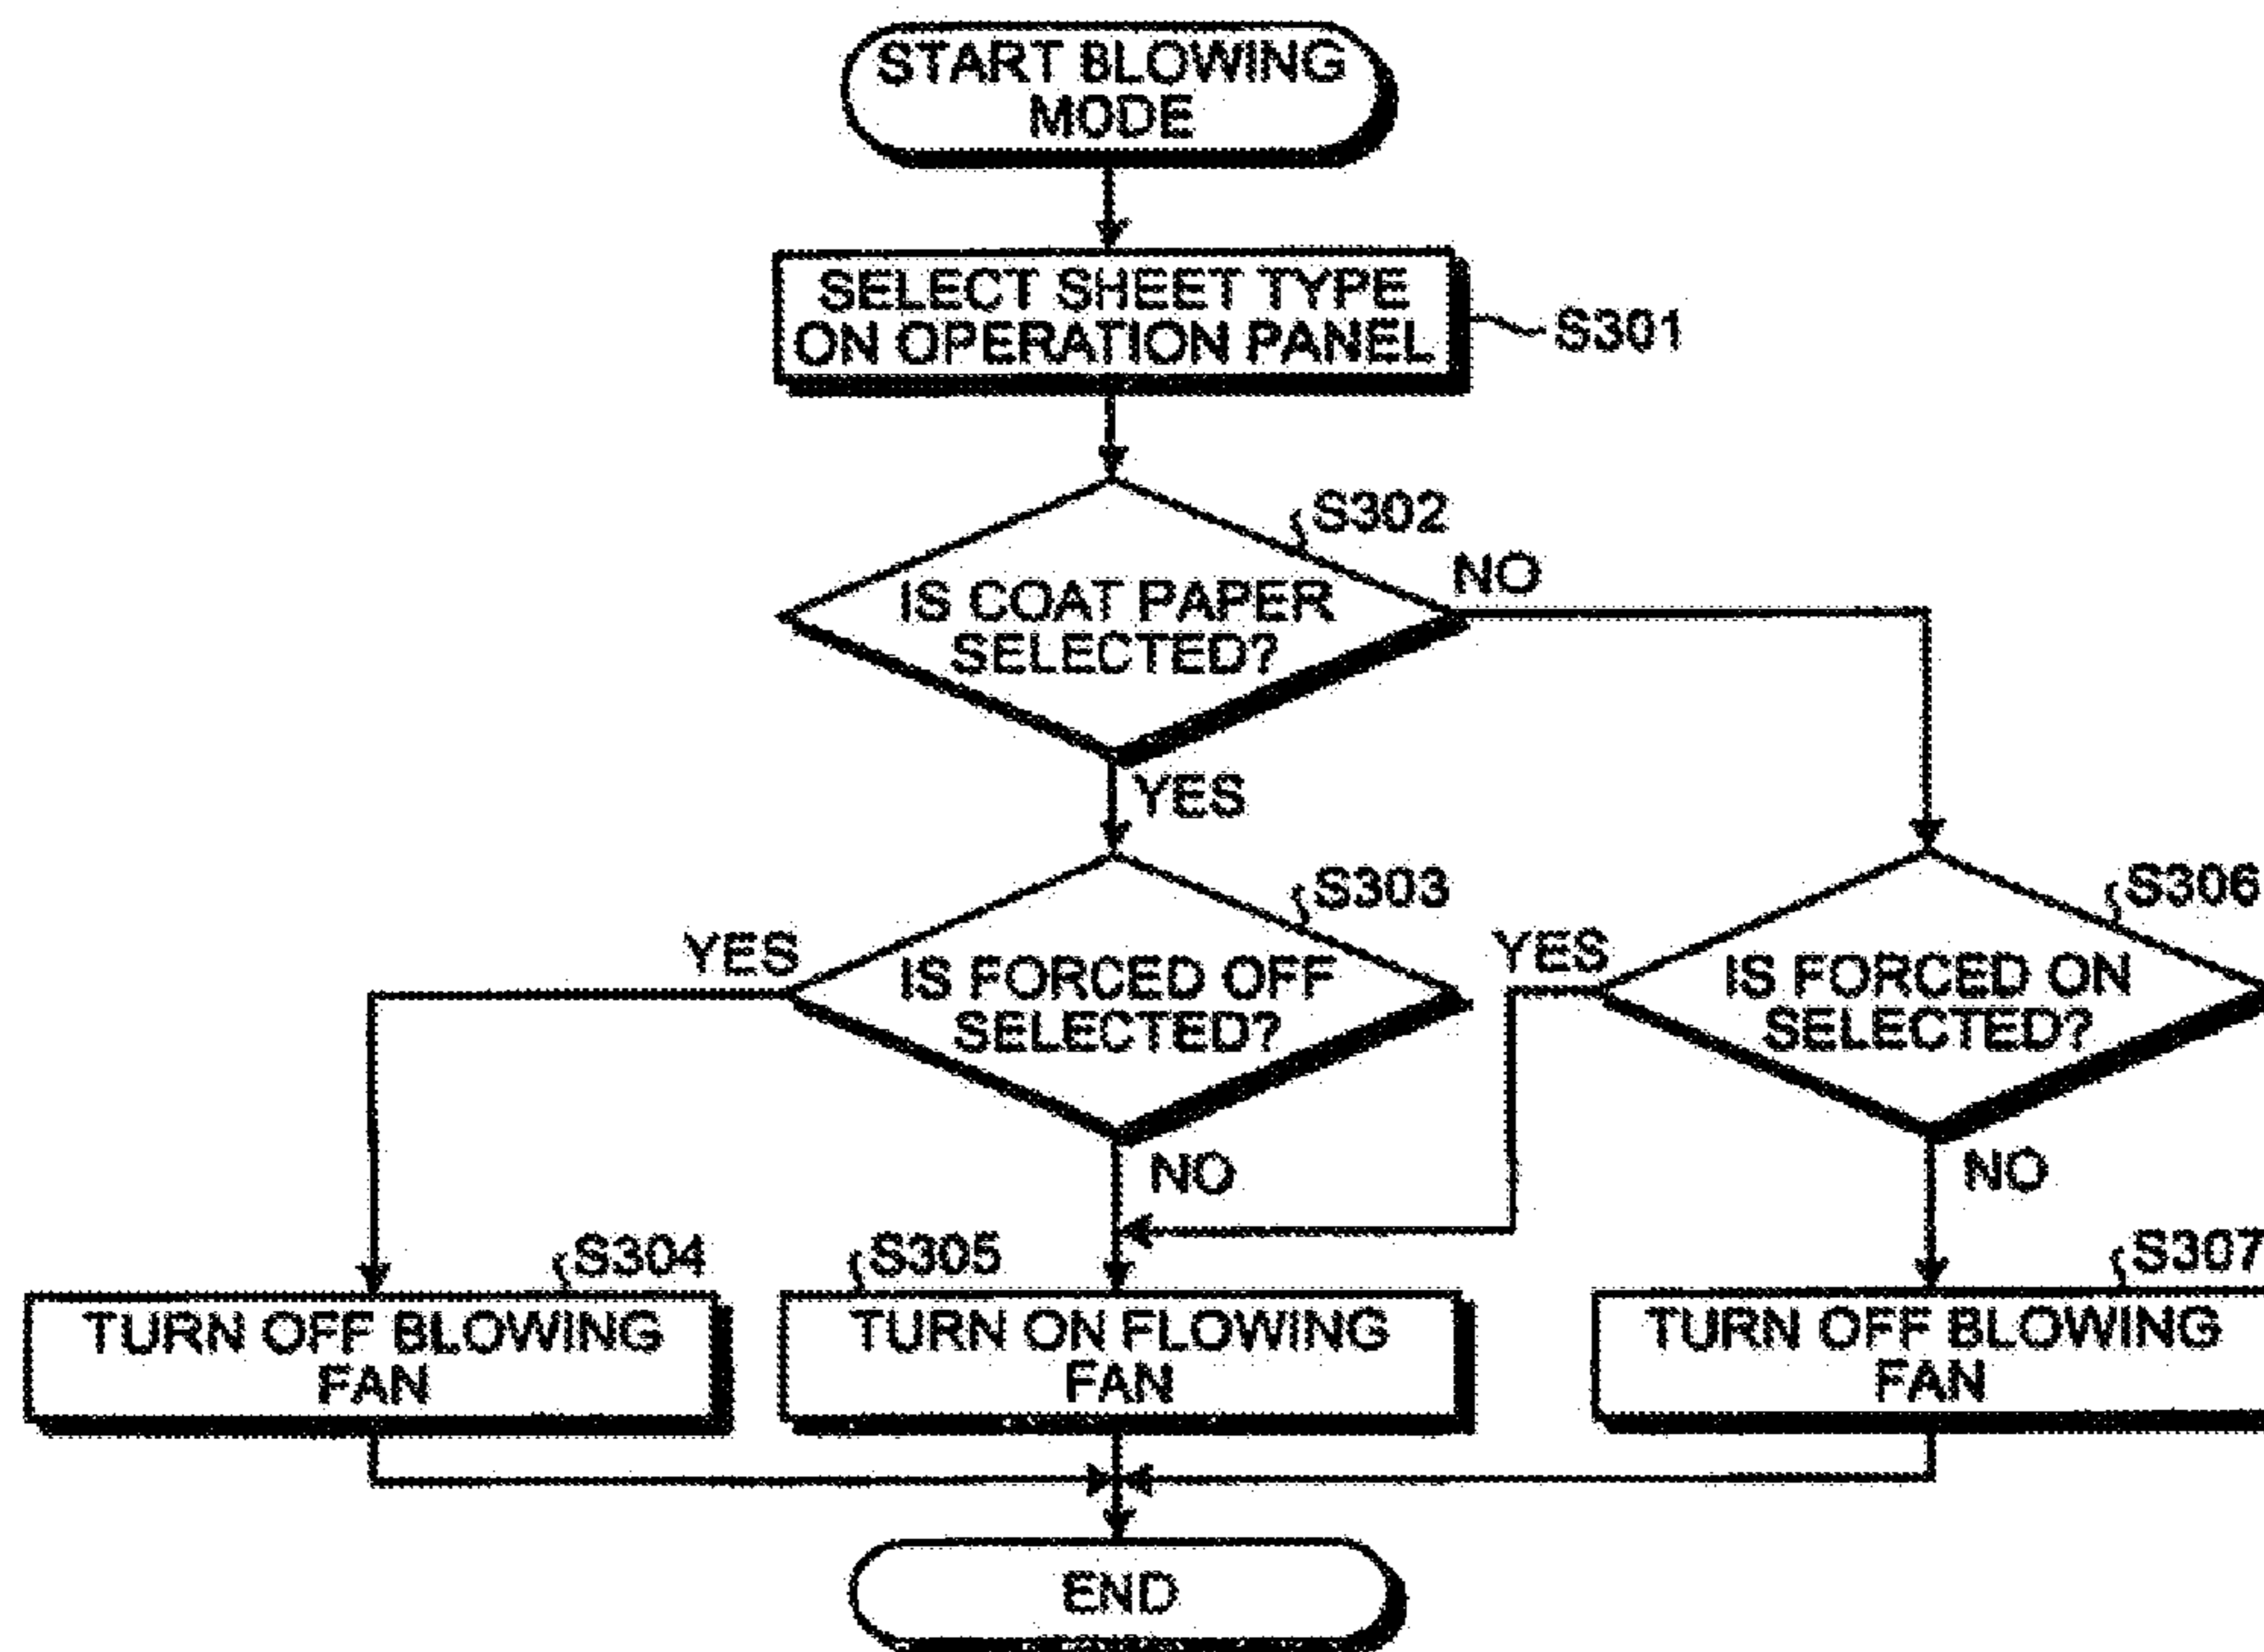 START BLOWING
MODE
SELECT SHEET TYPE
ON OPERATION PANEL
S301
S302
IS COAT PAPER
SELECTED?
NO
YES
S303
YES
IS FORCED OFF
SELECTED?
NO
S306
YES
IS FORCED ON
SELECTED?
NO
S304
TURN OFF BLOWING
FAN
S305
TURN ON FLOWING
FAN
S307
TURN OFF BLOWING
FAN
END